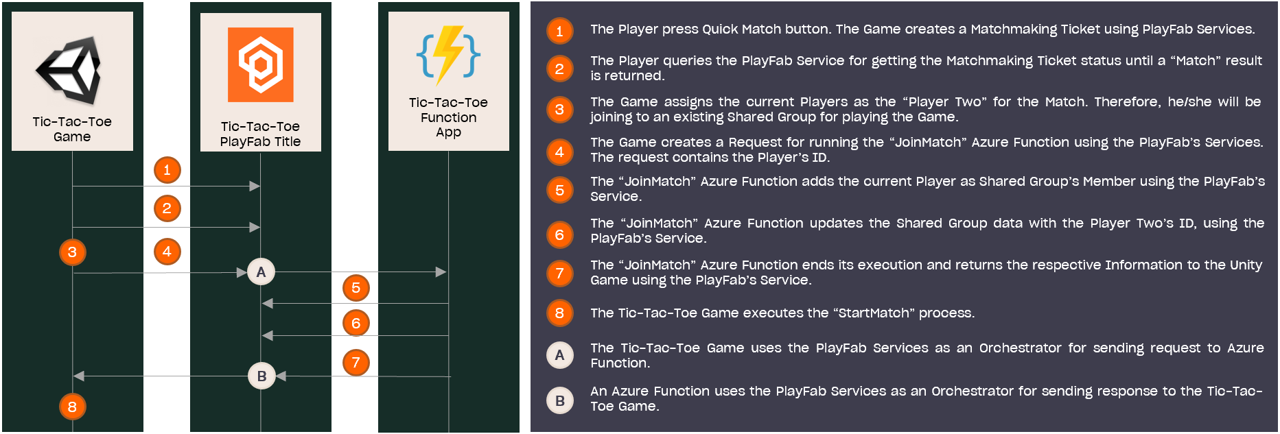 Tic-Tac-Toe
Game
Tic-Tac-Toe
PlayFab Title
Tic-Tac-Toe
Function
App
1
2
3
4
A
5
6
7
B
8
1 The Player press Quick Match button. The Game creates a Matchmaking Ticket using PlayFab Services.
2 The Player queries the PlayFab Service for getting the Matchmaking Ticket status until a “Match” result
is returned.
3 The Game assigns the current Players as the “Player Two” for the Match. Therefore, he/she will be
joining to an existing Shared Group for playing the Game.
4 The Game creates a Request for running the “JoinMatch” Azure Function using the PlayFab’s Services.
The request contains the Player’s ID.
5 The “JoinMatch” Azure Function adds the current Player as Shared Group’s Member using the PlayFab’s
Service.
6 The “JoinMatch” Azure Function updates the Shared Group data with the Player Two’s ID, using the
PlayFab’s Service.
7 The “JoinMatch” Azure Function ends its execution and returns the respective Information to the Unity
Game using the PlayFab’s Service.
8 The Tic-Tac-Toe Game executes the “StartMatch” process.
A The Tic-Tac-Toe Game uses the PlayFab Services as an Orchestrator for sending request to Azure
Function.
B An Azure Function uses the PlayFab Services as an Orchestrator for sending response to the Tic-Tac-
Toe Game.